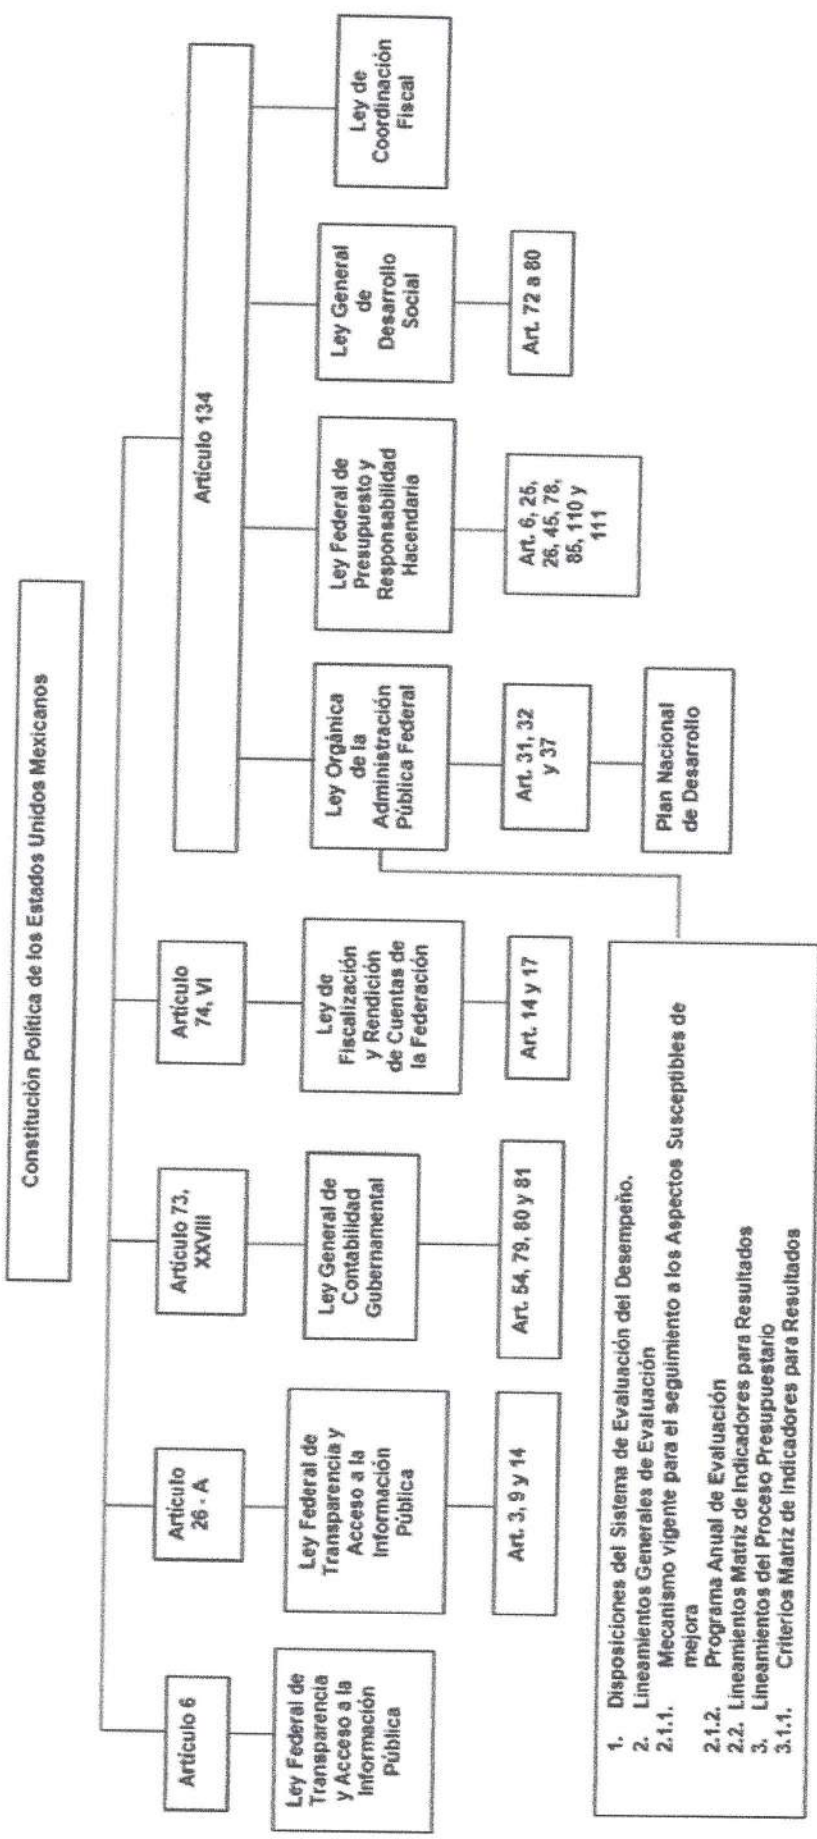 Constitución Política de los Estados Unidos Mexicanos
Artículo 6
Artículo
26 - A
Artículo 73,
XXVIII
Artículo
74, VI
Artículo 134
Ley Federal de
Transparencia
y Acceso a la
Información
Pública
Ley Federal de
Transparencia y
Acceso a la
Información
Pública
Ley General de
Contabilidad
Gubernamental
Ley de
Fiscalización
y Rendición
de Cuentas de
la Federación
Ley Orgánica
de la
Administración
Pública Federal
Ley Federal de
Presupuesto y
Responsabilidad
Hacendaria
Ley General
de
Desarrollo
Social
Ley de
Coordinación
Fiscal
Art. 3, 9 y 14
Art. 54, 79, 80 y 81
Art. 14 y 17
Art. 31, 32
y 37
Art. 6, 25,
26, 45, 78,
85, 110 y
111
Art. 72 a 80
Plan Nacional
de Desarrollo
1. Disposiciones del Sistema de Evaluación del Desempeño.
2. Lineamientos Generales de Evaluación
2.1.1. Mecanismo vigente para el seguimiento a los Aspectos Susceptibles de
mejora
2.1.2. Programa Anual de Evaluación
2.2. Lineamientos Matriz de Indicadores para Resultados
3. Lineamientos del Proceso Presupuestario
3.1.1. Criterios Matriz de Indicadores para Resultados